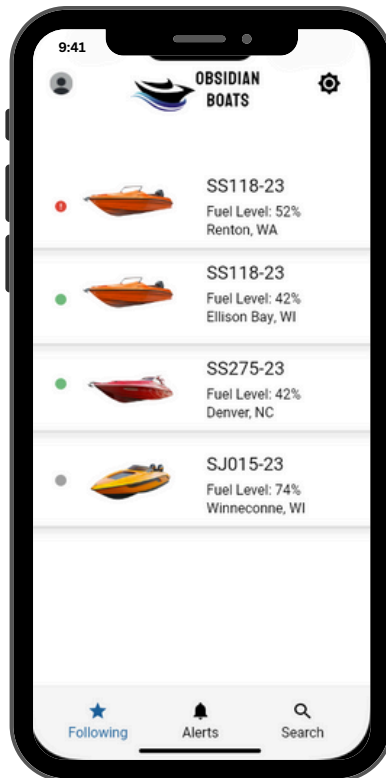 9:41
OBSIDIAN
BOATS
SS118-23
Fuel Level: 52%
Renton, WA
SS118-23
Fuel Level: 42%
Ellison Bay, WI
SS275-23
Fuel Level: 42%
Denver, NC
SJ015-23
Fuel Level: 74%
Winneconne, WI
Following
Alerts
Search